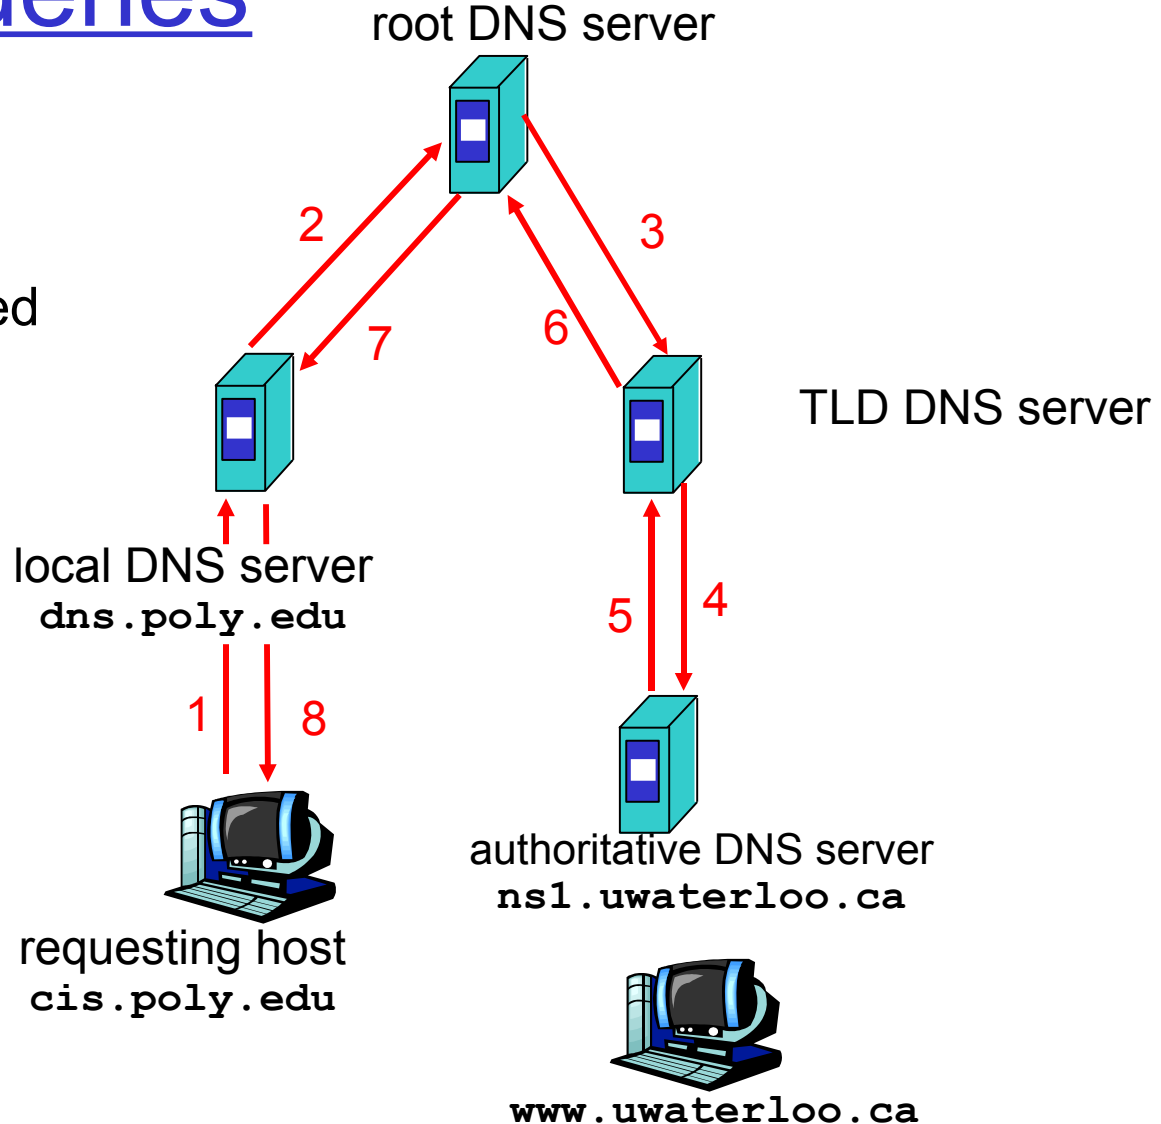 root DNS server
2
3
7
6
TLD DNS server
local DNS server
dns.poly.edu
5
4
1
8
authoritative DNS server
ns1.uwaterloo.ca
requesting host
cis.poly.edu
www.uwaterloo.ca